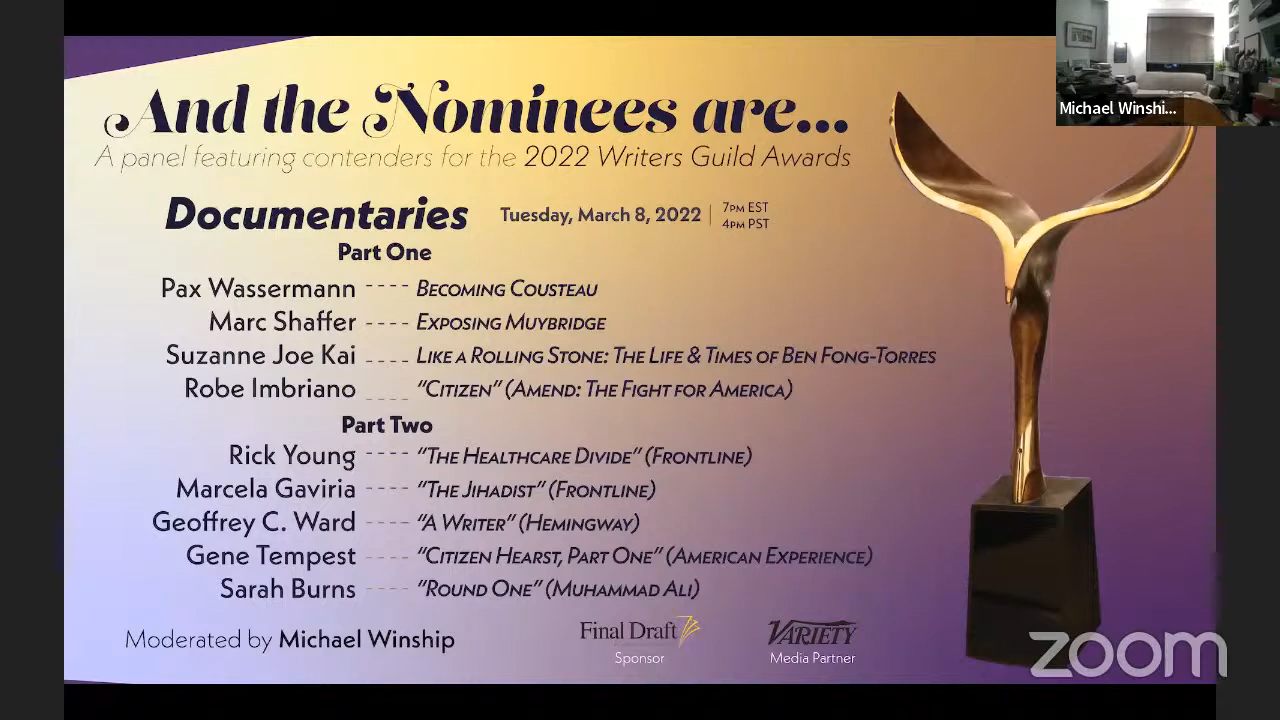 And the Nominees are...
A panel featuring contenders for the 2022 Writers Guild Awards
Documentaries
Tuesday, March 8, 2022
7PM EST
4PM PST
Part One
Pax Wassermann ---- BECOMING COUSTEAU
Marc Shaffer ---- EXPOSING MUYBRIDGE
Suzanne Joe Kai ---- LIKE A ROLLING STONE: THE LIFE & TIMES OF BEN FONG-TORRES
Robe Imbriano ---- "CITIZEN" (AMEND: THE FIGHT FOR AMERICA)
Part Two
Rick Young ---- "THE HEALTHCARE DIVIDE" (FRONTLINE)
Marcela Gaviria ---- "THE JIHADIST" (FRONTLINE)
Geoffrey C. Ward ---- "A WRITER" (HEMINGWAY)
Gene Tempest ---- "CITIZEN HEARST, PART ONE" (AMERICAN EXPERIENCE)
Sarah Burns ---- "ROUND ONE" (MUHAMMAD ALI)
Moderated by Michael Winship
Final Draft
Sponsor
VARIETY
Media Partner
Michael Winshi...
zoom